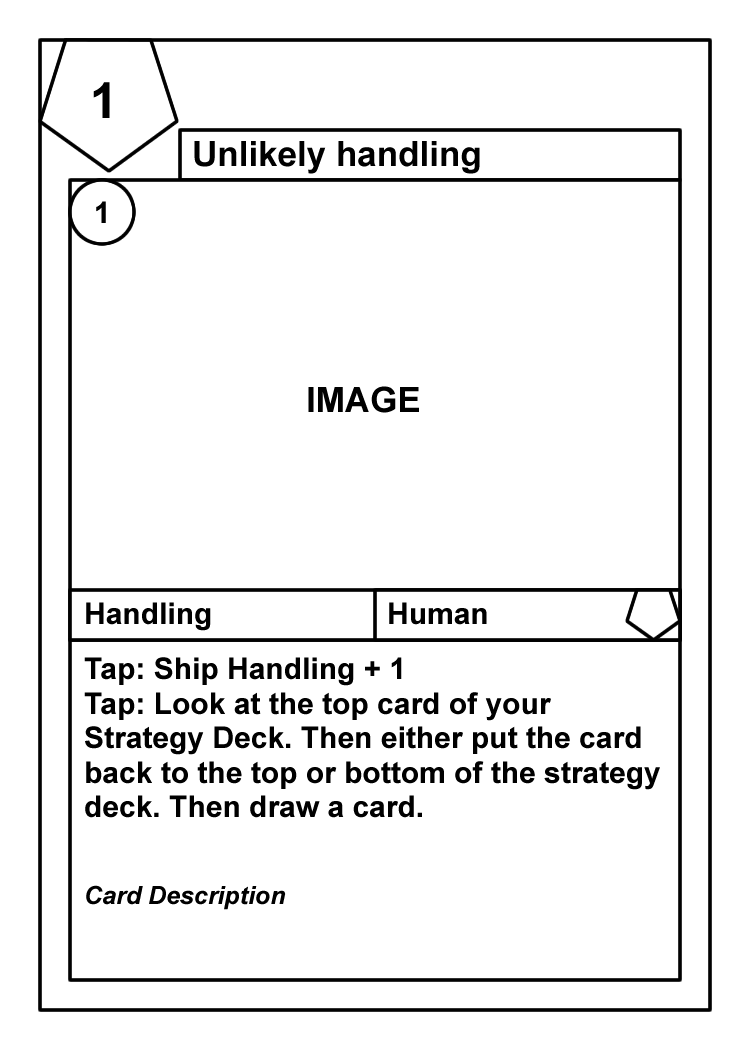 1
Unlikely handling
1
IMAGE
Handling
Human
Tap: Ship Handling + 1
Tap: Look at the top card of your
Strategy Deck. Then either put the card
back to the top or bottom of the strategy
deck. Then draw a card.
Card Description